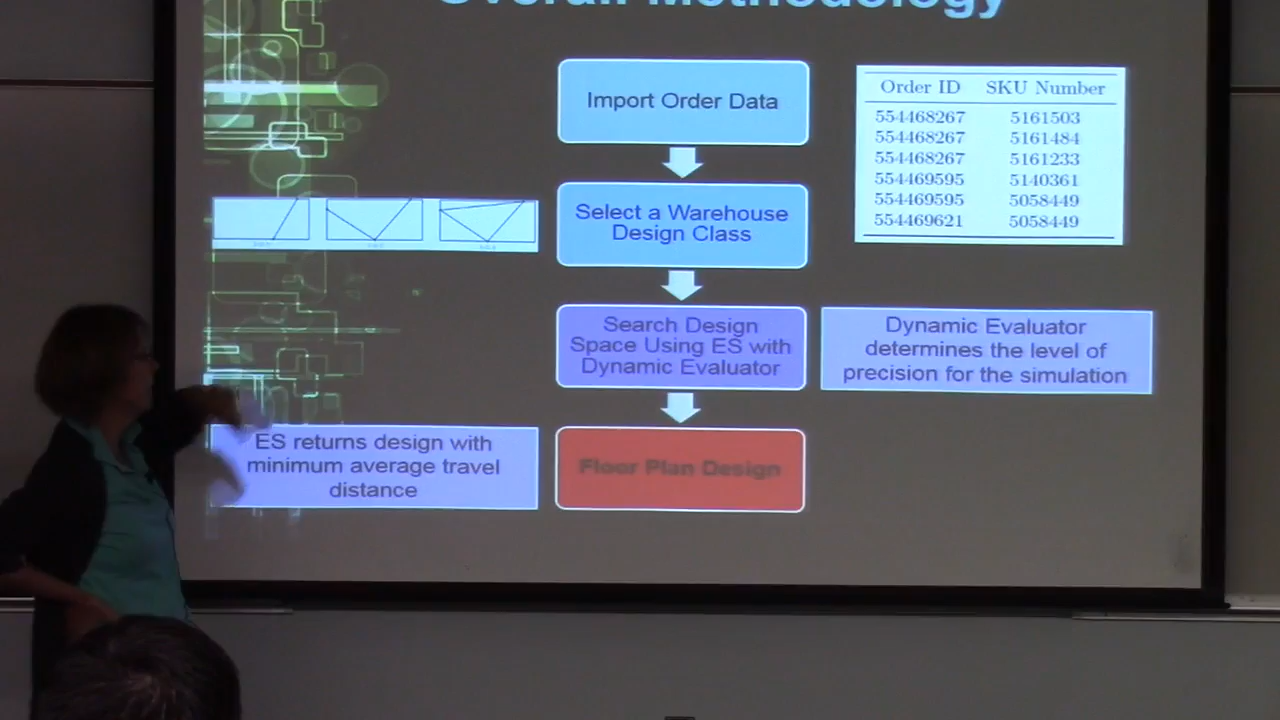 Overall Methodology
Import Order Data
Order ID SKU Number
554468267 5161503
554468267 5161484
554468267 5161233
554469595 5140361
554469595 5058449
554469621 5058449
Select a Warehouse
Design Class
Search Design
Space Using ES with
Dynamic Evaluator
Dynamic Evaluator
determines the level of
precision for the simulation
ES returns design with
minimum average travel
distance
Floor Plan Design